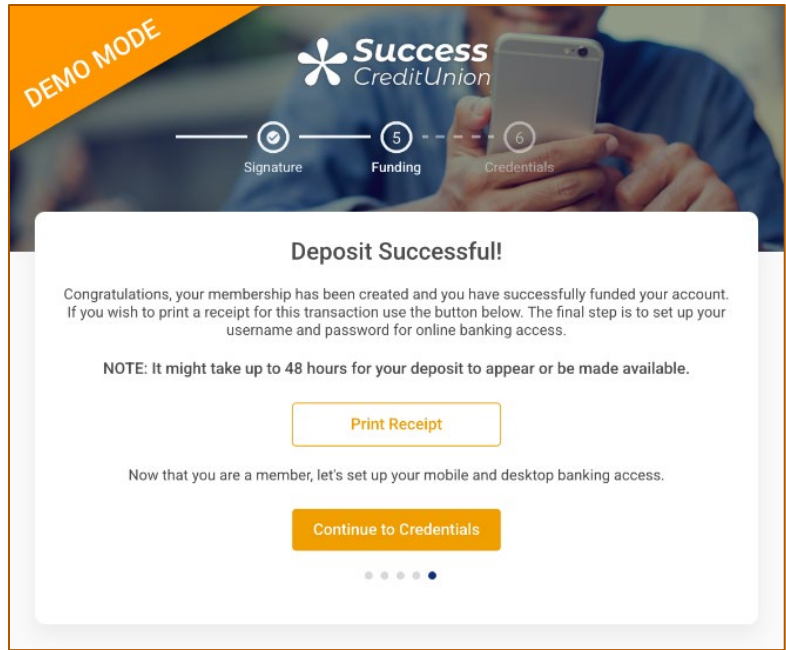 DEMO MODE
Success
CreditUnion
5
6
Signature
Funding
Credentials
Deposit Successful!
Congratulations, your membership has been created and you have successfully funded your account.
If you wish to print a receipt for this transaction use the button below. The final step is to set up your
username and password for online banking access.
NOTE: It might take up to 48 hours for your deposit to appear or be made available.
Print Receipt
Now that you are a member, let's set up your mobile and desktop banking access.
Continue to Credentials